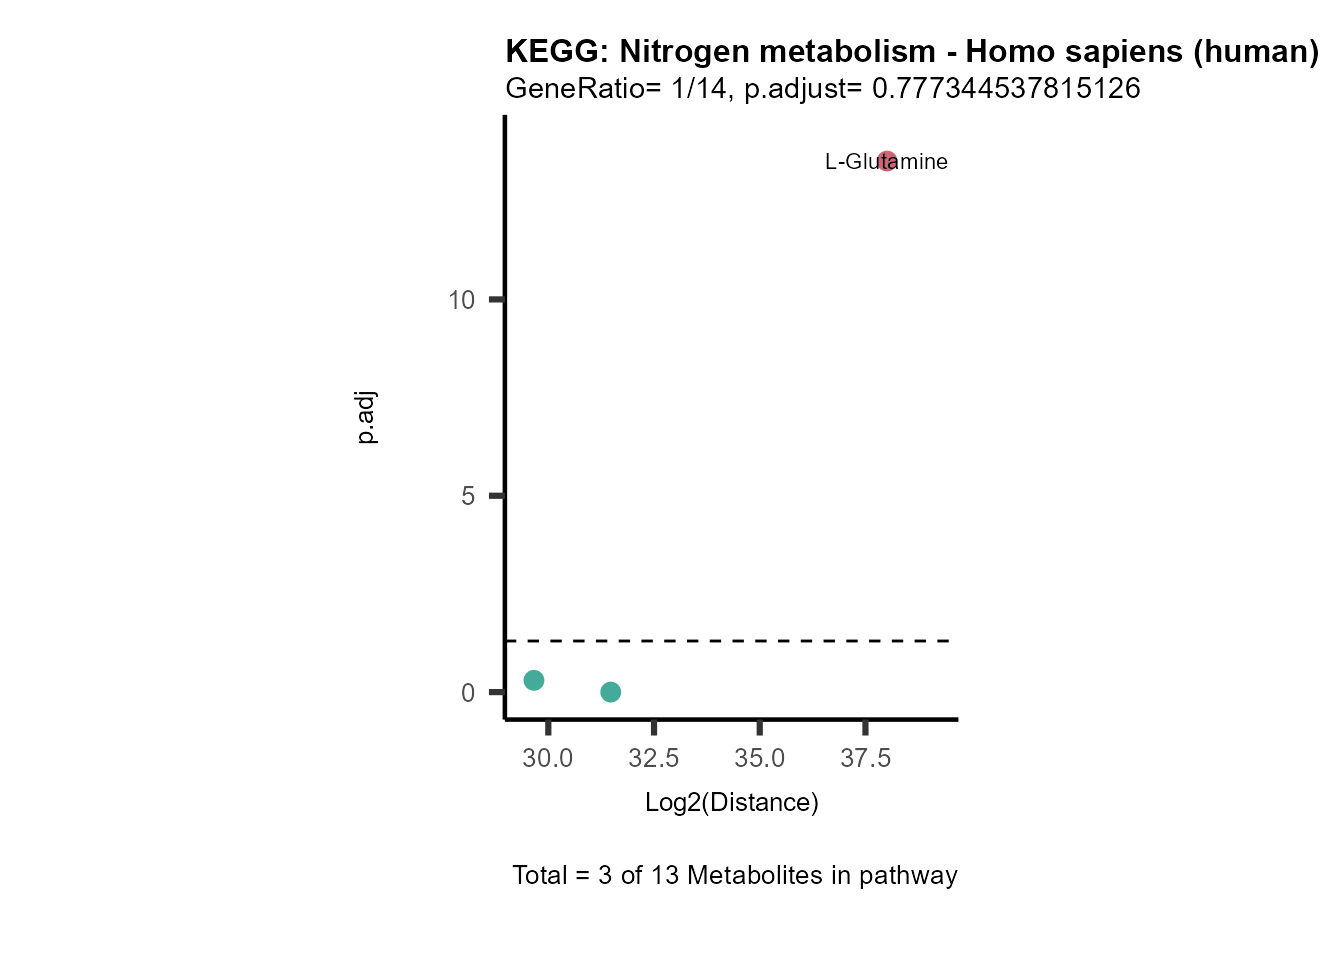 KEGG: Nitrogen metabolism - Homo sapiens (human)
GeneRatio= 1/14, p.adjust= 0.777344537815126
L-Glutamine
10
p.adj
5
0
30.0 32.5 35.0 37.5
Log2(Distance)
Total = 3 of 13 Metabolites in pathway